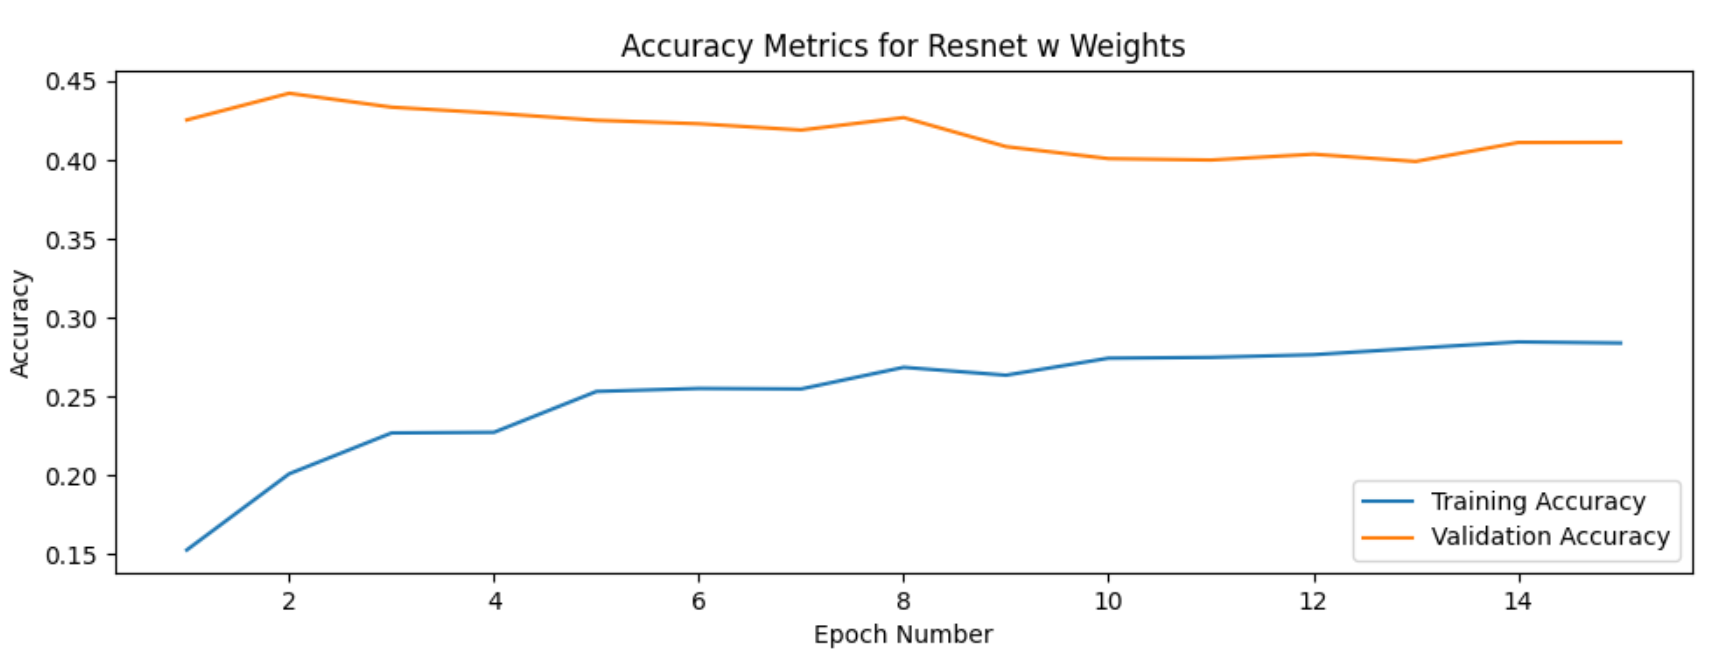 Accuracy Metrics for Resnet w Weights
Accuracy
0.45
0.40
0.35
0.30
0.25
0.20
0.15
Training Accuracy
Validation Accuracy
2 4 6 8 10 12 14
Epoch Number